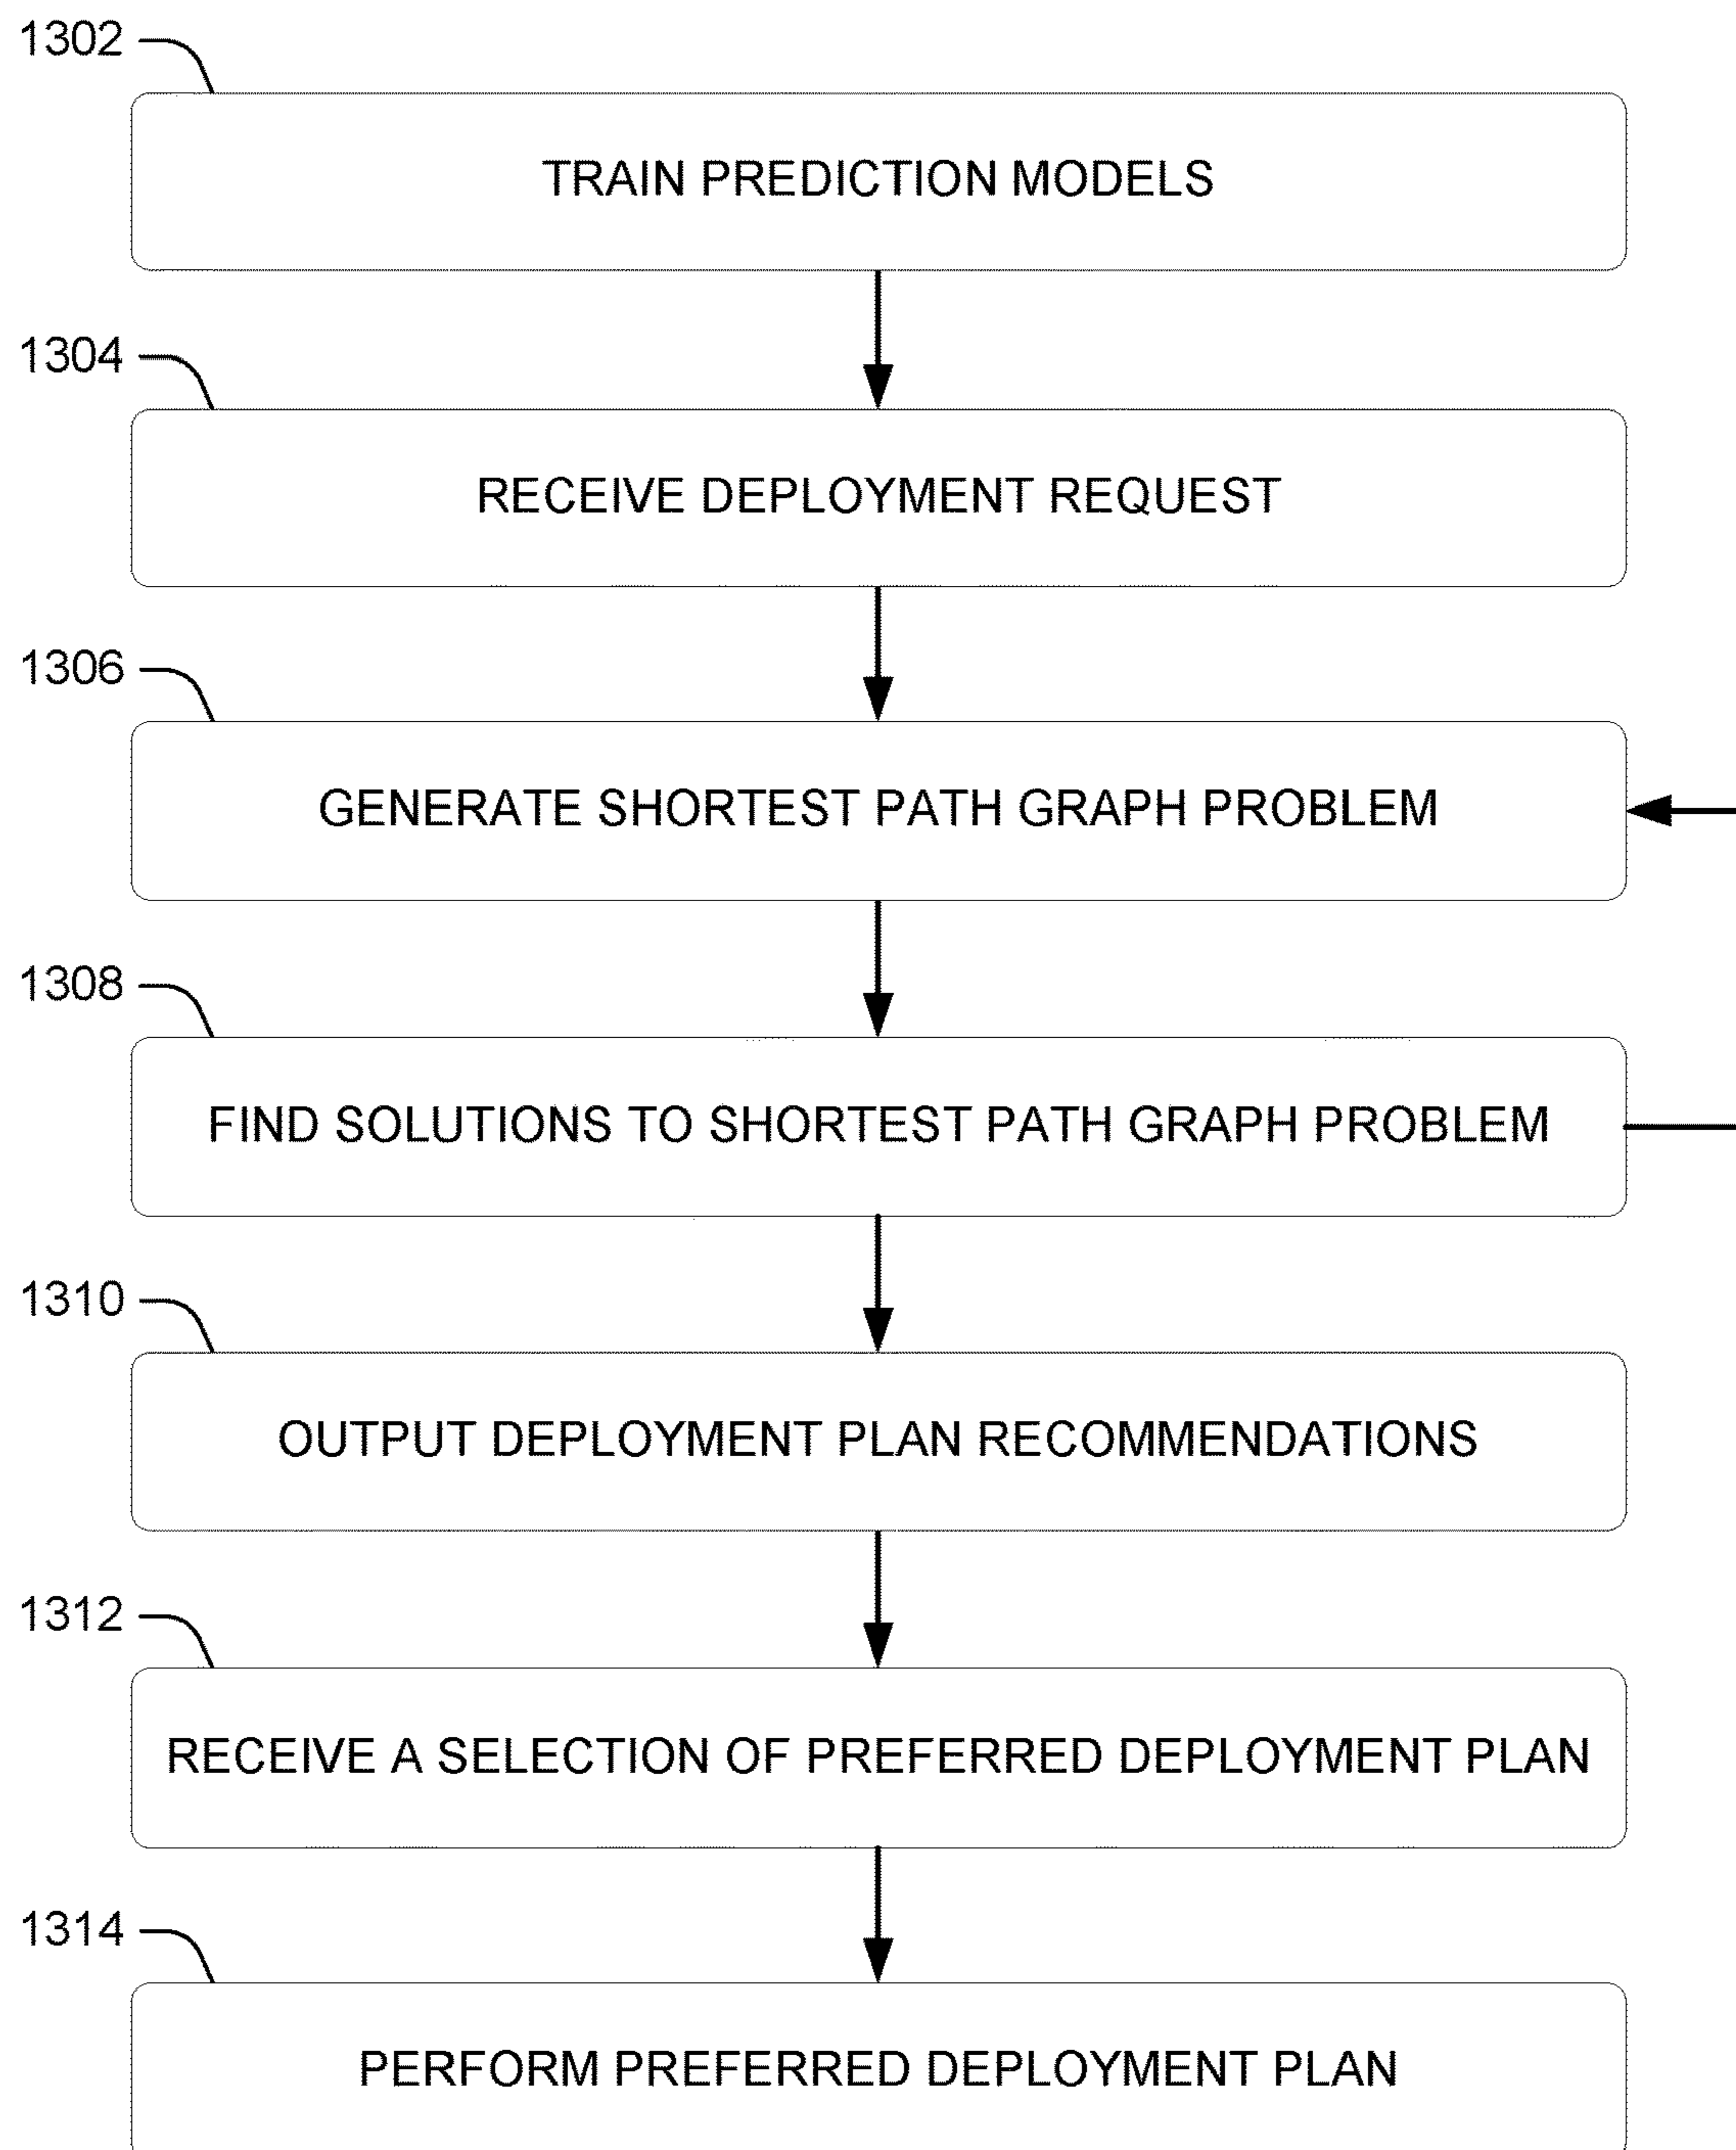 1302
TRAIN PREDICTION MODELS
1304
RECEIVE DEPLOYMENT REQUEST
1306
GENERATE SHORTEST PATH GRAPH PROBLEM
1308
FIND SOLUTIONS TO SHORTEST PATH GRAPH PROBLEM
1310
OUTPUT DEPLOYMENT PLAN RECOMMENDATIONS
1312
RECEIVE A SELECTION OF PREFERRED DEPLOYMENT PLAN
1314
PERFORM PREFERRED DEPLOYMENT PLAN